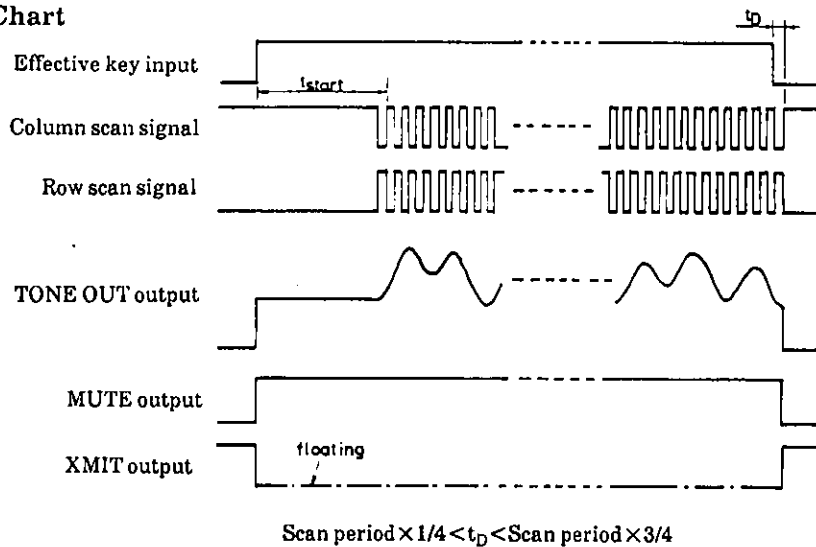 Chart
tD
Effective key input
tstart
Column scan signal
Row scan signal
TONE OUT output
MUTE output
floating
XMIT output
Scan period×1/4<tD<Scan period×3/4